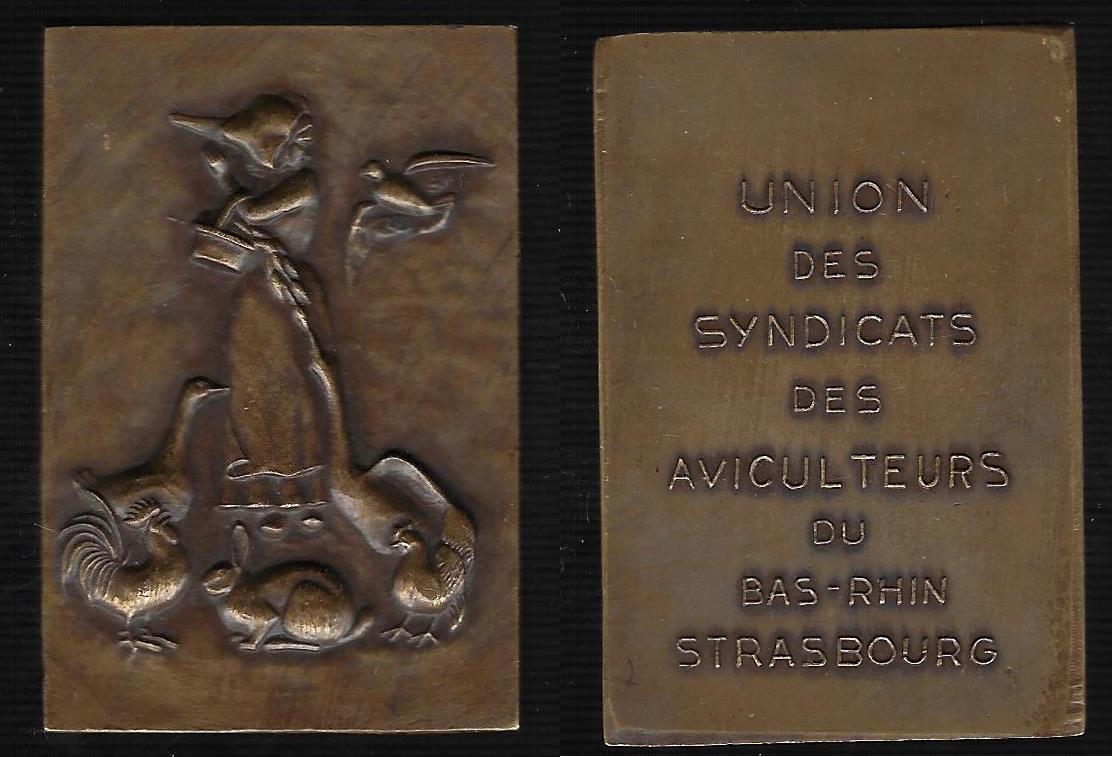 UNION
DES
SYNDICATS
DES
AVICULTEURS
DU
BAS-RHIN
STRASBOURG